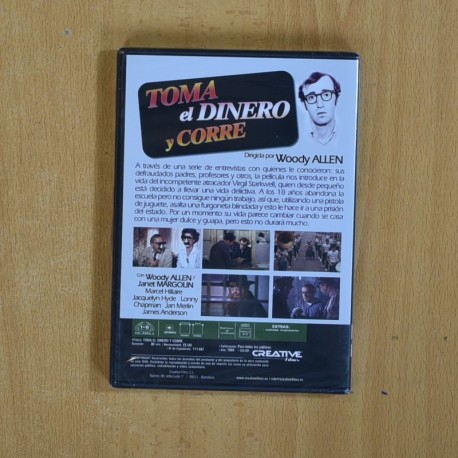 TOMA
el DINERO
y CORRE
Dirigida por Woody ALLEN
A través de una serie de entrevistas con quienes le conocieron: sus
defraudados padres, profesores y otros, la película nos introduce en la
vida del incompetente atracador Virgil Starkwell, quien desde pequeño
está decidido a llevar una vida delictiva. A los 18 años abandona la
escuela pero no consigue ningún trabajo, así que, utilizando una pistola
de juguete, asalta una furgoneta blindada y esto le hace ir a una prisión
del estado. Por un momento su vida parece cambiar cuando se casa
con una mujer dulce y guapa, pero esto no durará mucho.
con Woody ALLEN y
Janet MARGOLIN
Marcel Hillaire
Jacquelyn Hyde Lonny
Chapman Jan Merlin
James Anderson
EXTRAS:
TOMA EL DINERO Y CORRE
CREATIVE
Films